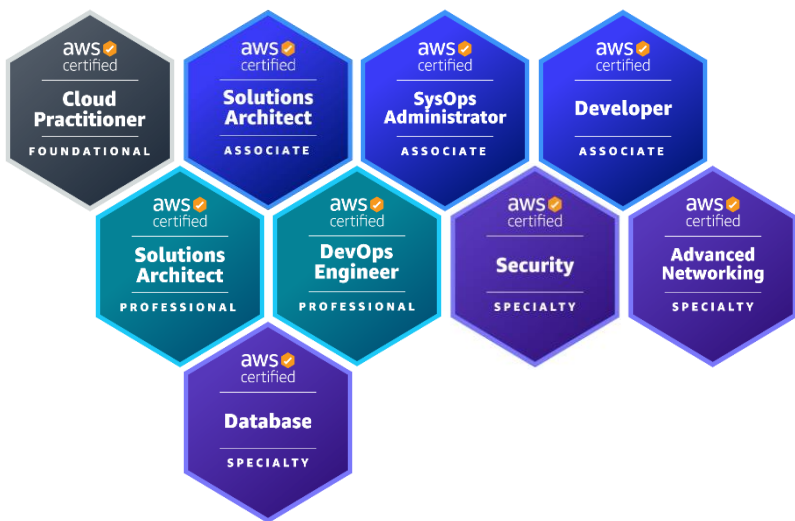 aws
certified
Cloud
Practitioner
FOUNDATIONAL
aws
certified
Solutions
Architect
ASSOCIATE
aws
certified
SysOps
Administrator
ASSOCIATE
aws
certified
Developer
ASSOCIATE
aws
certified
Solutions
Architect
PROFESSIONAL
aws
certified
DevOps
Engineer
PROFESSIONAL
aws
certified
Security
SPECIALTY
aws
certified
Advanced
Networking
SPECIALTY
aws
certified
Database
SPECIALTY